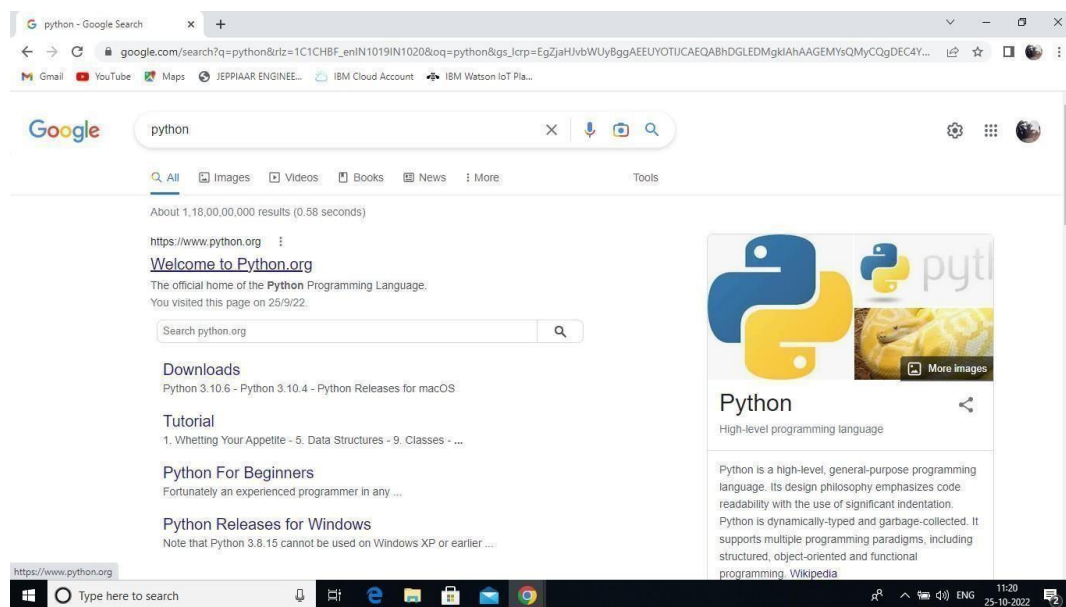 python - Google Search
google.com/search?q=python&rlz=1C1CHBF_enIN1019IN1020&oq=python&gs_lcrp=EgZjaHJvbWUyBggAEEUYOTIJCAEQABhDGLEDMgkIAhAAGEMYsQMyCQgDEC4Y...
Gmail YouTube Maps JEPPIAAR ENGINEE... IBM Cloud Account IBM Watson IoT Pla...
Google python
All Images Videos Books News More Tools
About 1,18,00,00,000 results (0.58 seconds)
https://www.python.org
Welcome to Python.org
The official home of the Python Programming Language.
You visited this page on 25/9/22.
Search python.org
Downloads
Python 3.10.6 - Python 3.10.4 - Python Releases for macOS
Tutorial
1. Whetting Your Appetite - 5. Data Structures - 9. Classes - ...
Python For Beginners
Fortunately an experienced programmer in any ...
Python Releases for Windows
Note that Python 3.8.15 cannot be used on Windows XP or earlier ...
pyth
More images
Python
High-level programming language
Python is a high-level, general-purpose programming
language. Its design philosophy emphasizes code
readability with the use of significant indentation.
Python is dynamically-typed and garbage-collected. It
supports multiple programming paradigms, including
structured, object-oriented and functional
programming. Wikipedia
https://www.python.org
Type here to search
ENG
11:20
25-10-2022
2